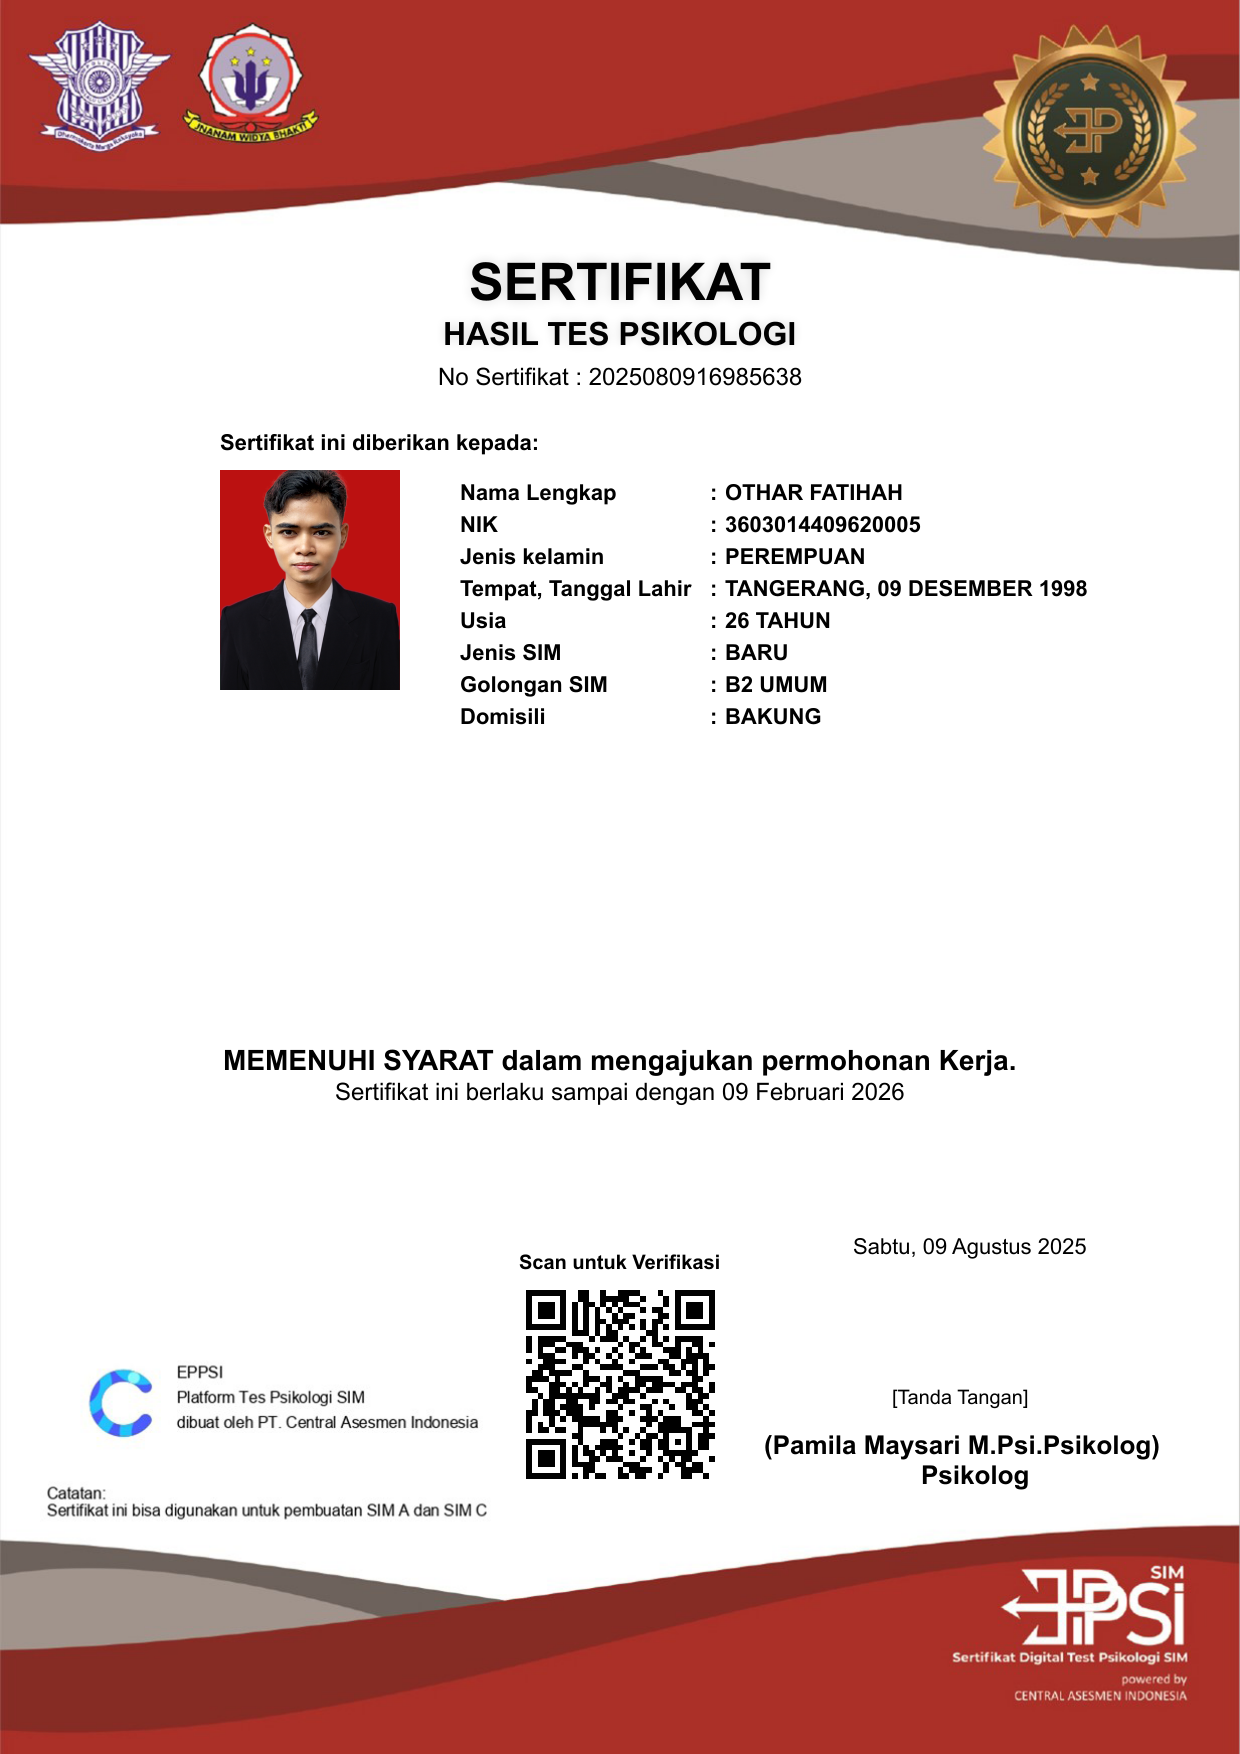 Dharmakerta Marga Raksyaka
JNANAM WIDYA BHAKTI
SERTIFIKAT
HASIL TES PSIKOLOGI
No Sertifikat : 2025080916985638
Sertifikat ini diberikan kepada:
Nama Lengkap : OTHAR FATIHAH
NIK : 3603014409620005
Jenis kelamin : PEREMPUAN
Tempat, Tanggal Lahir : TANGERANG, 09 DESEMBER 1998
Usia : 26 TAHUN
Jenis SIM : BARU
Golongan SIM : B2 UMUM
Domisili : BAKUNG
MEMENUHI SYARAT dalam mengajukan permohonan Kerja.
Sertifikat ini berlaku sampai dengan 09 Februari 2026
Sabtu, 09 Agustus 2025
Scan untuk Verifikasi
EPPSI
Platform Tes Psikologi SIM
dibuat oleh PT. Central Asesmen Indonesia
[Tanda Tangan]
(Pamila Maysari M.Psi.Psikolog)
Psikolog
Catatan:
Sertifikat ini bisa digunakan untuk pembuatan SIM A dan SIM C
SIM
EPPSi
Sertifikat Digital Test Psikologi SIM
powered by
CENTRAL ASESMEN INDONESIA